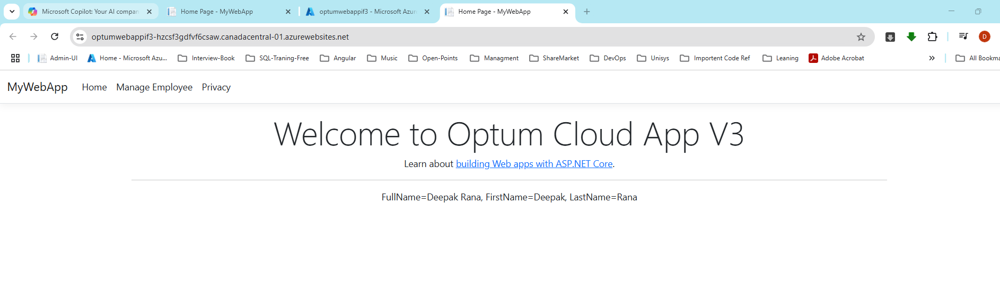 Microsoft Copilot: Your AI compan
Home Page - MyWebApp
optumwebappif3 - Microsoft Azur
Home Page - MyWebApp
optumwebappif3-hzcsf3gdfvf6csaw.canadacentral-01.azurewebsites.net
D
Admin-UI
Home - Microsoft Azu...
Interview-Book
SQL-Traning-Free
Angular
Music
Open-Points
Managment
ShareMarket
DevOps
Unisys
Importent Code Ref
Leaning
Adobe Acrobat
»
All Bookma
MyWebApp Home Manage Employee Privacy
Welcome to Optum Cloud App V3
Learn about building Web apps with ASP.NET Core.
FullName=Deepak Rana, FirstName=Deepak, LastName=Rana